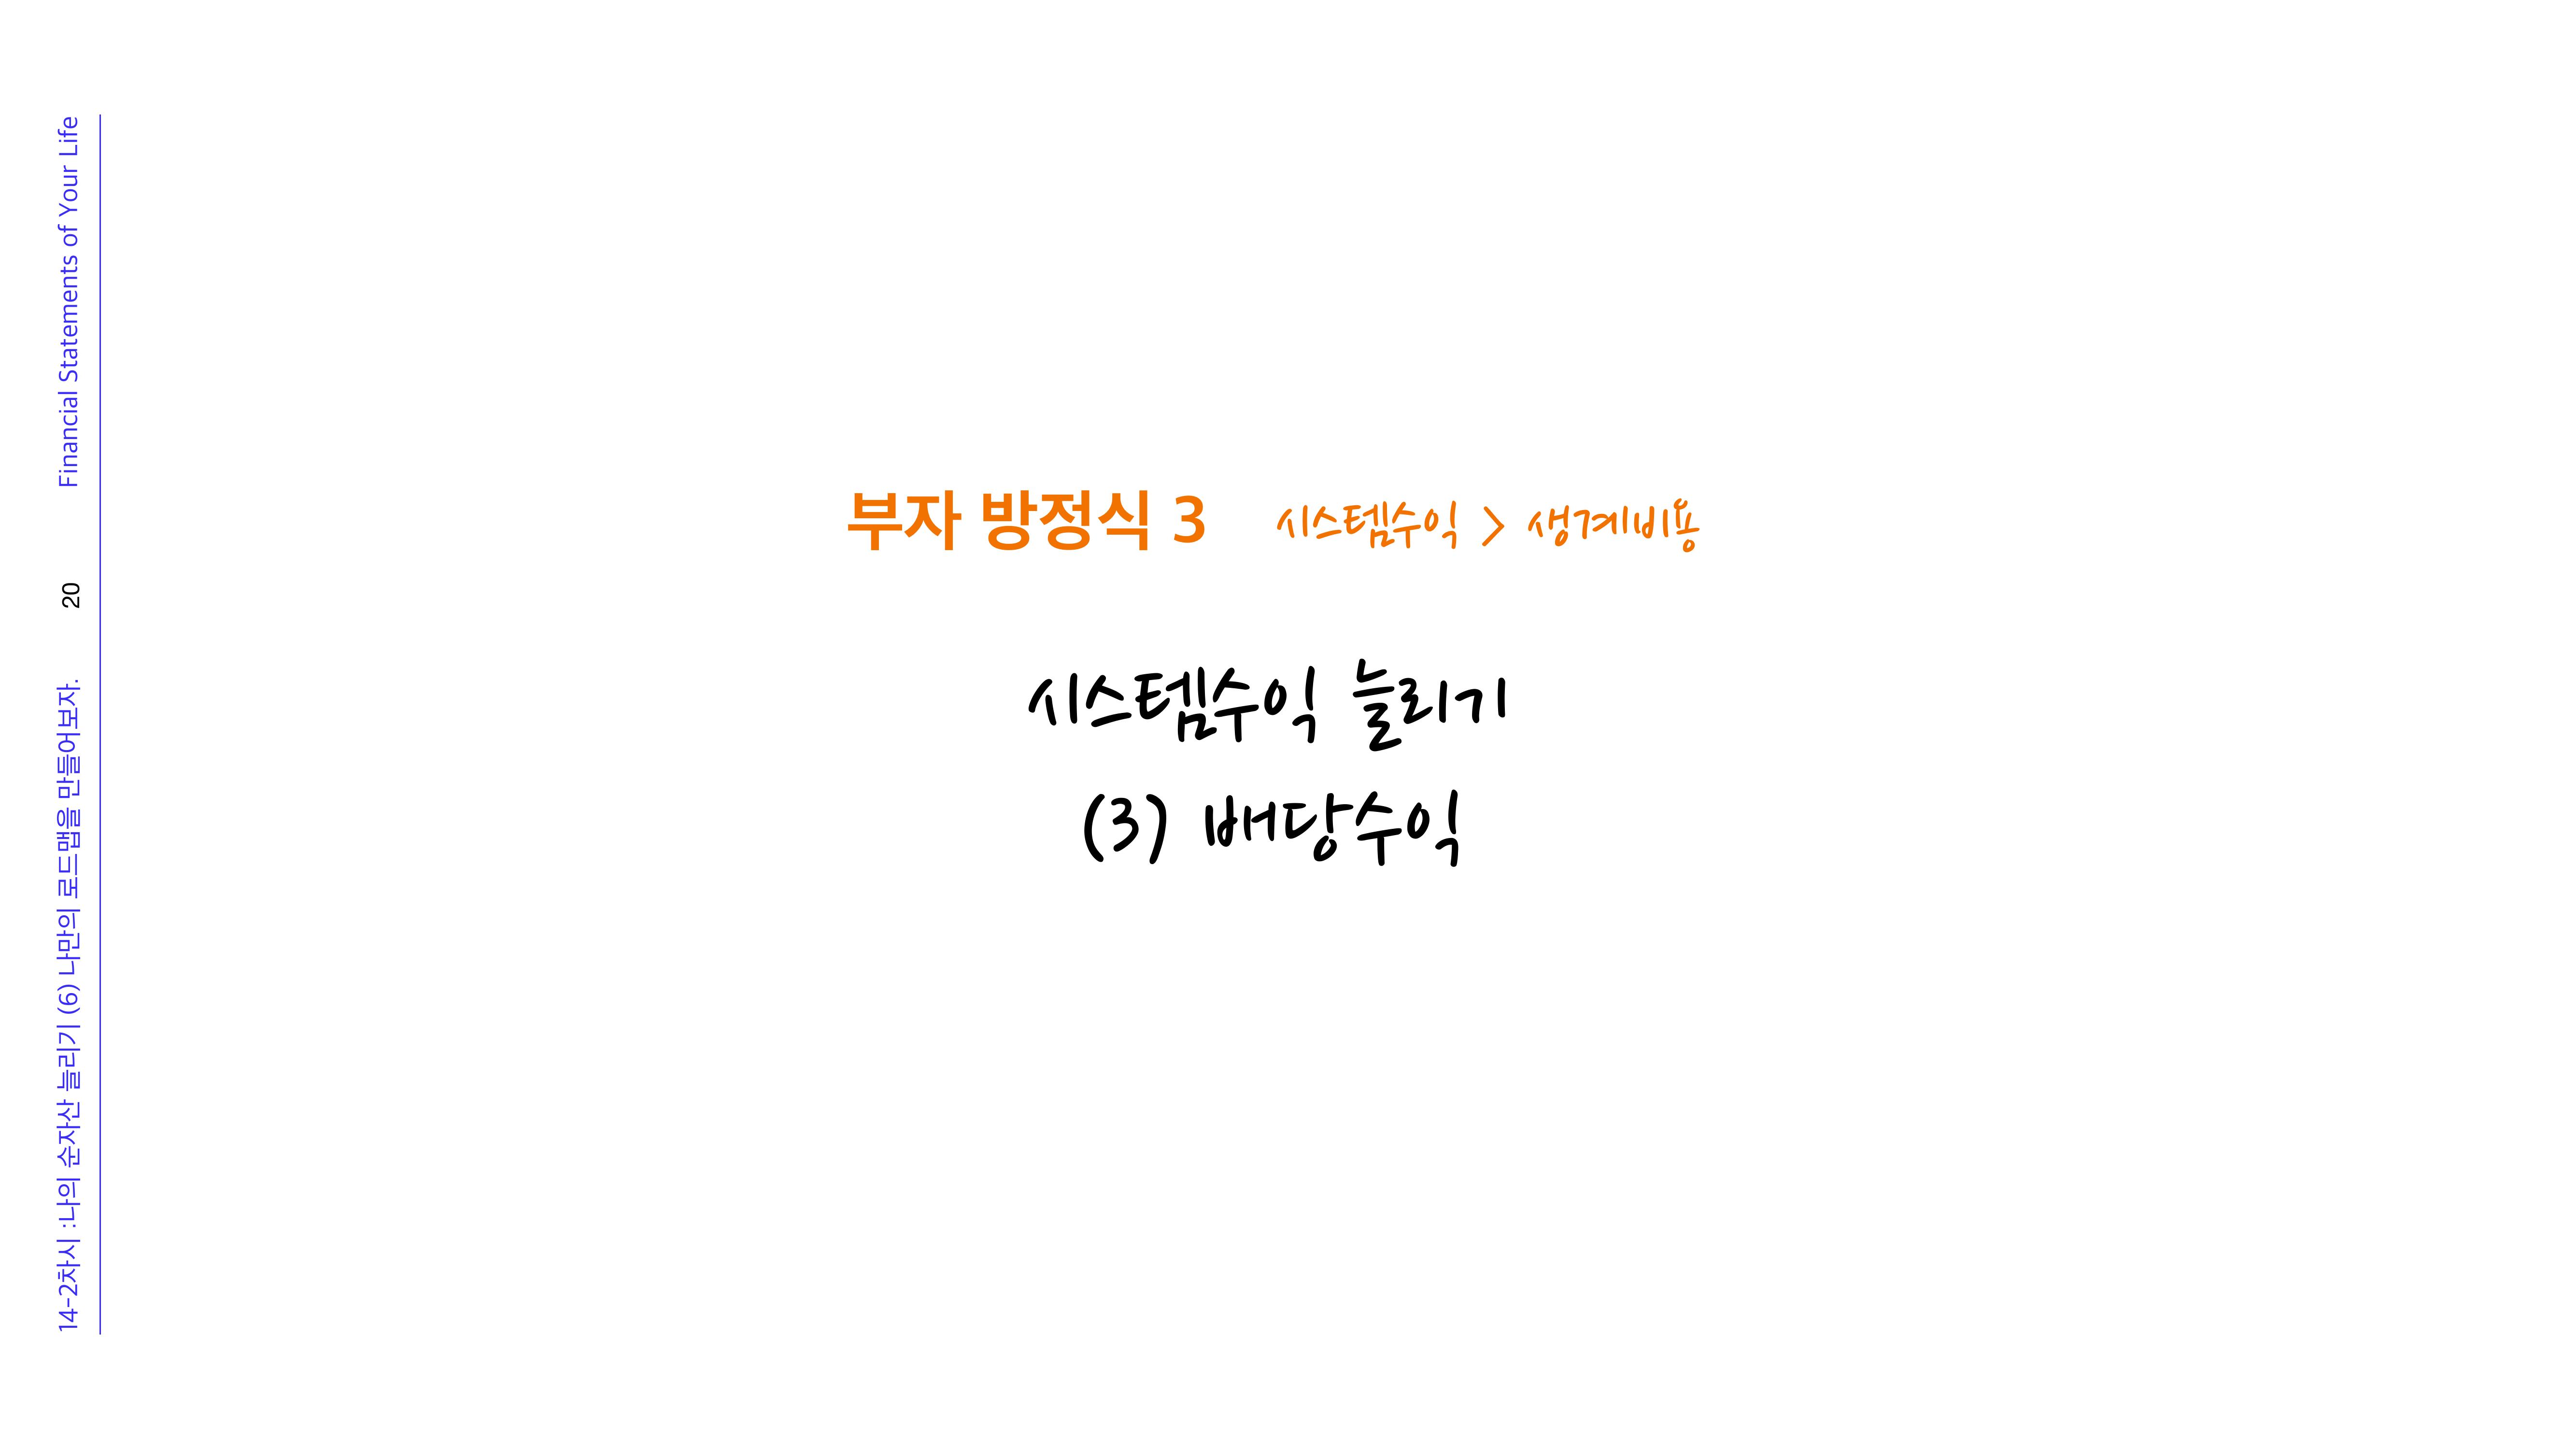 Financial Statements of Your Life
20
14-2차시 :나의 순자산 늘리기 (6) 나만의 로드맵을 만들어보자.
부자 방정식 3 시스템수익 > 생계비용
시스템수익 늘리기
(3) 배당수익